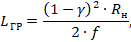 L_ГР = ((1 − γ)² · R_н) / (2 · f),